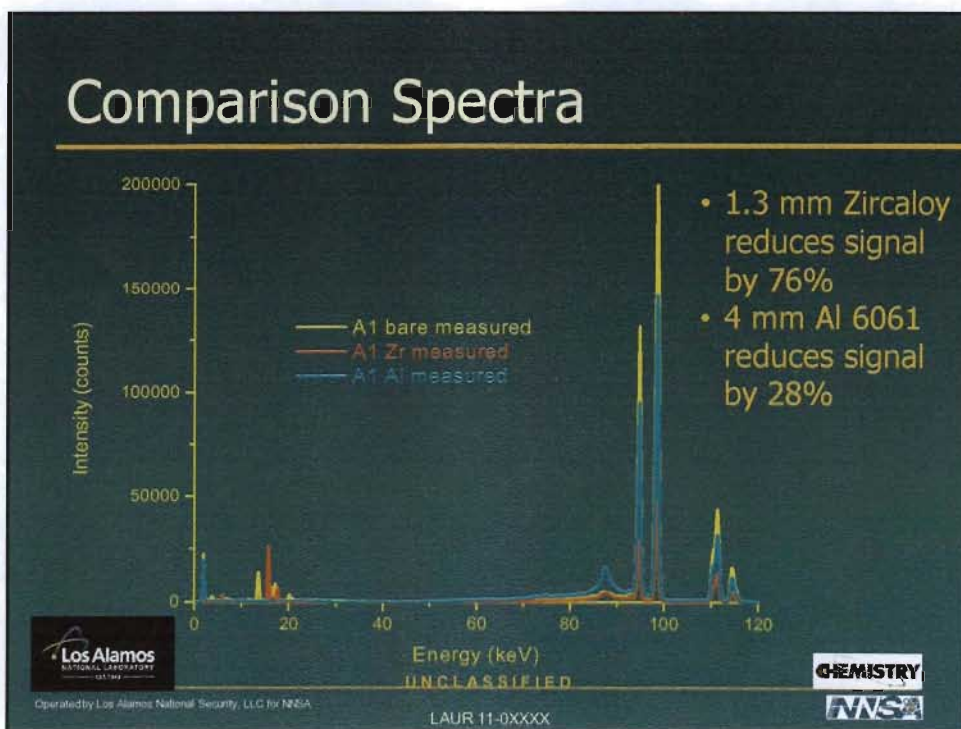 Comparison Spectra
200000
150000
100000
50000
0
Intensity (counts)
A1 bare measured
A1 Zr measured
A1 Al measured
0
20
40
60
80
100
120
Energy (keV)
• 1.3 mm Zircaloy
reduces signal
by 76%
• 4 mm Al 6061
reduces signal
by 28%
Los Alamos
NATIONAL LABORATORY
EST. 1943
UNCLASSIFIED
CHEMISTRY
Operated by Los Alamos National Security, LLC for NNSA
LAUR 11-0XXXX
NNSA